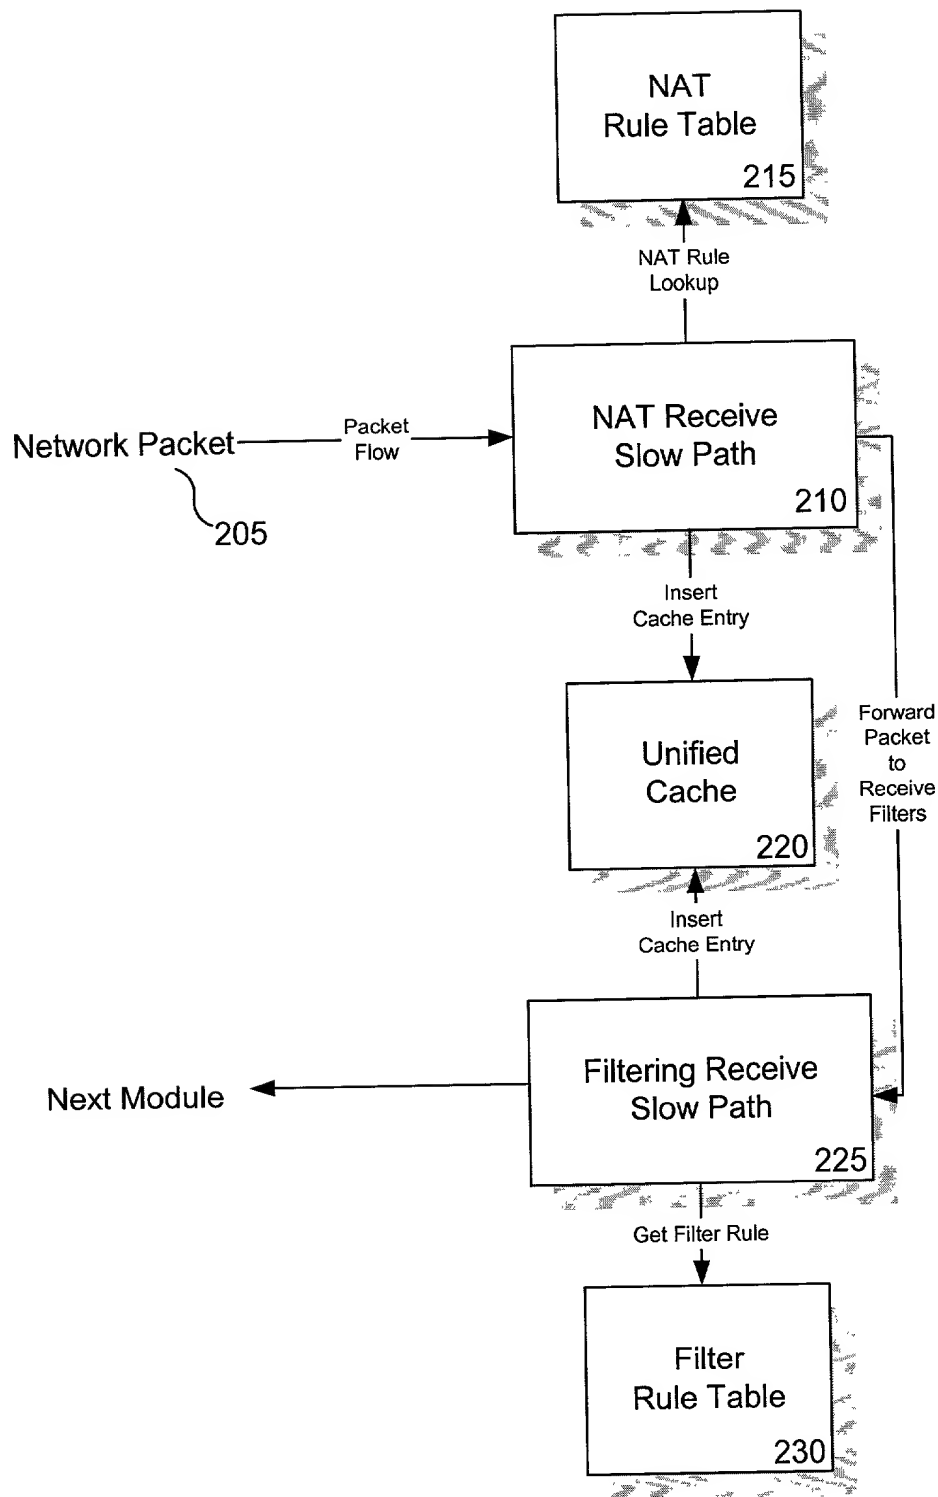 NAT
Rule Table
215
NAT Rule
Lookup
Network Packet
205
Packet
Flow
NAT Receive
Slow Path
210
Insert
Cache Entry
Forward
Packet
to
Receive
Filters
Unified
Cache
220
Insert
Cache Entry
Filtering Receive
Slow Path
225
Next Module
Get Filter Rule
Filter
Rule Table
230